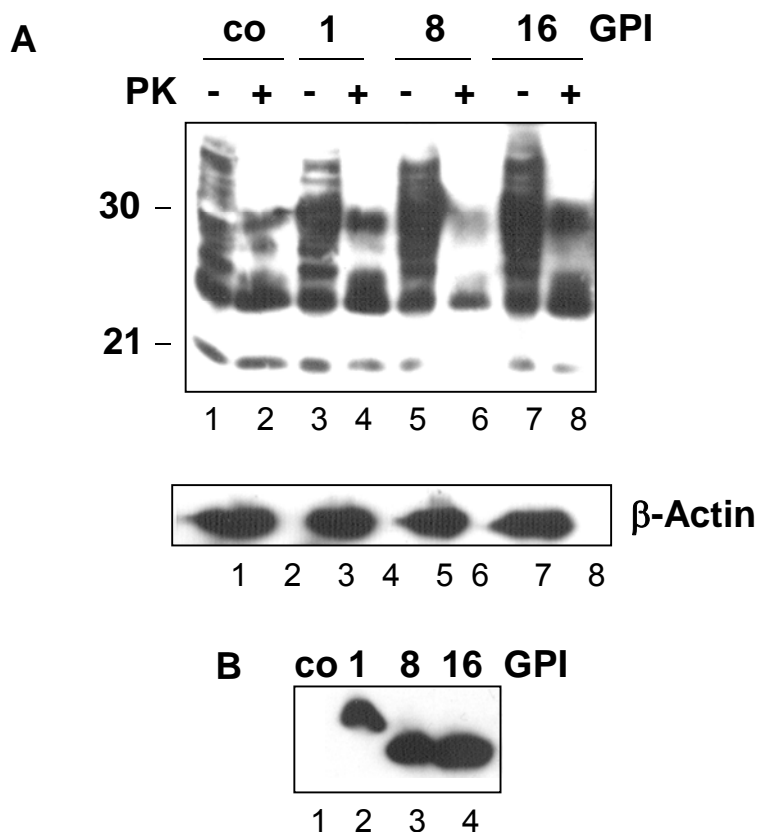 A
co 1 8 16 GPI
PK - + - + - + - +
30
21
1 2 3 4 5 6 7 8
β-Actin
1 2 3 4 5 6 7 8
B co 1 8 16 GPI
1 2 3 4